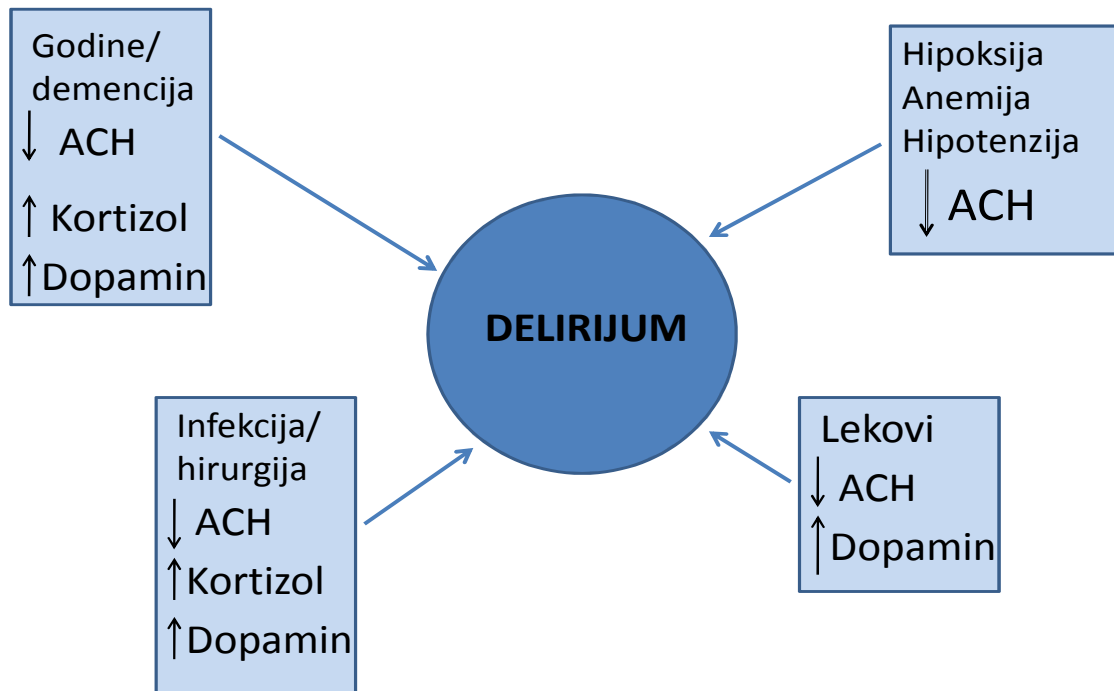 Godine/
demencija
↓ ACH
↑ Kortizol
↑ Dopamin
Hipoksija
Anemija
Hipotenzija
↓ ACH
DELIRIJUM
Infekcija/
hirurgija
↓ ACH
↑ Kortizol
↑ Dopamin
Lekovi
↓ ACH
↑ Dopamin